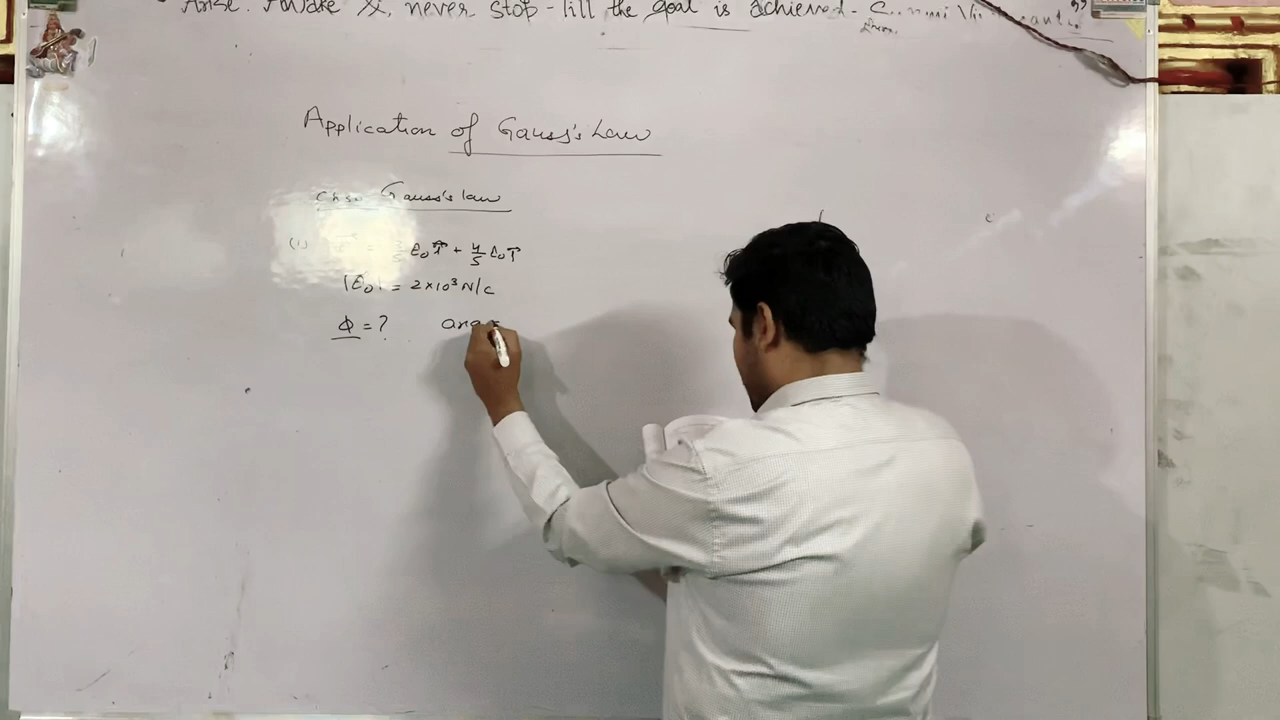 Arise. Awake &, never stop till the goal is achieved-
Application of Gauss's Law
Gauss's law
(1) = 3/5 E₀ î + 4/5 E₀ ĵ
|E₀| = 2×10³ N/C
Φ = ? area